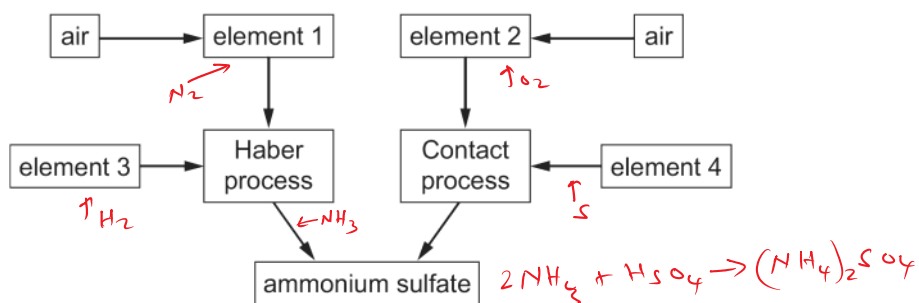 air
element 1
element 2
air
N2
↑ O2
element 3
Haber
process
Contact
process
element 4
↑ H2
← NH3
↑ S
ammonium sulfate
2NH3 + HSO4 → (NH4)2SO4